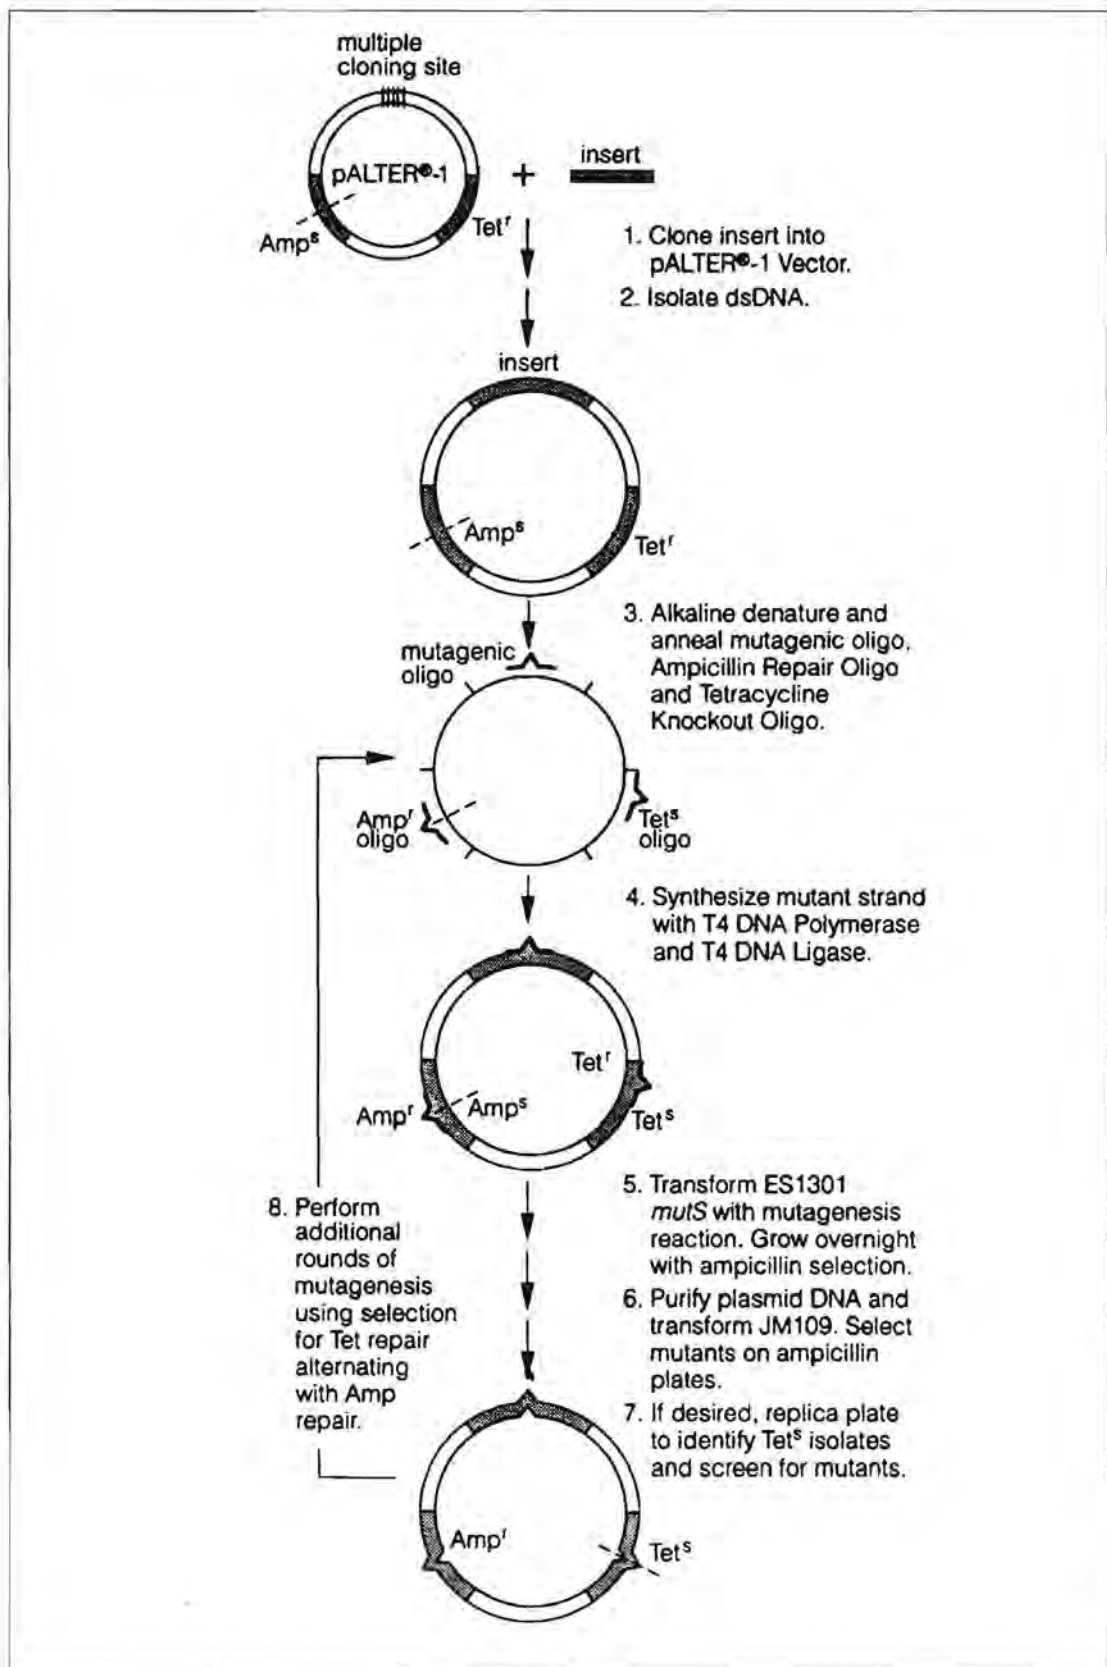 multiple
cloning site
pALTER®-1
+
insert
Amp^s
Tet^r
1. Clone insert into
pALTER®-1 Vector.
2. Isolate dsDNA.
insert
Amp^s
Tet^r
3. Alkaline denature and
anneal mutagenic oligo,
Ampicillin Repair Oligo
and Tetracycline
Knockout Oligo.
mutagenic
oligo
Amp^r
oligo
Tet^s
oligo
4. Synthesize mutant strand
with T4 DNA Polymerase
and T4 DNA Ligase.
Tet^r
Amp^r
Amp^s
Tet^s
5. Transform ES1301
mutS with mutagenesis
reaction. Grow overnight
with ampicillin selection.
6. Purify plasmid DNA and
transform JM109. Select
mutants on ampicillin
plates.
7. If desired, replica plate
to identify Tet^s isolates
and screen for mutants.
8. Perform
additional
rounds of
mutagenesis
using selection
for Tet repair
alternating
with Amp
repair.
Amp^r
Tet^s